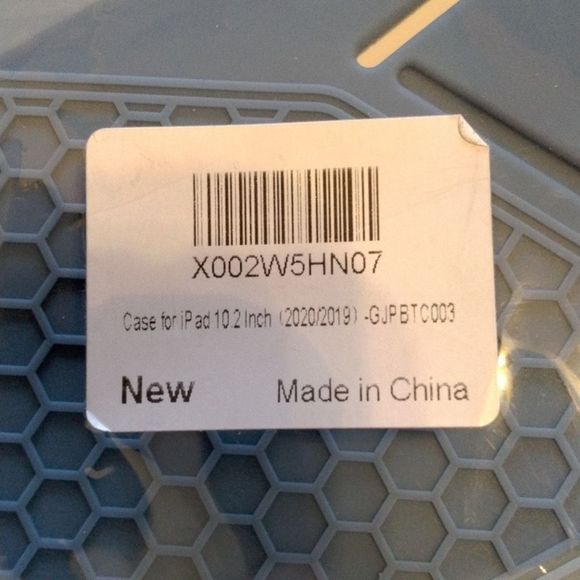 X002W5HN07
Case for iPad 10.2 Inch（2020/2019）-GJPBTC003
New
Made in China